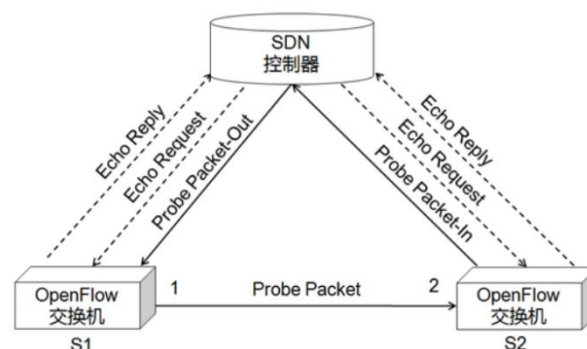 SDN
控制器
Echo Reply
Echo Request
Probe Packet-Out
Echo Reply
Echo Request
Probe Packet-In
OpenFlow
交换机
1
Probe Packet
2
OpenFlow
交换机
S1
S2